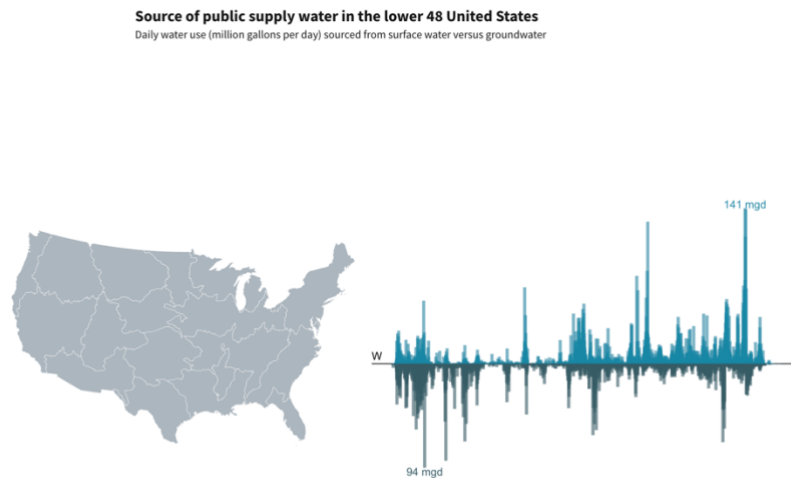 Source of public supply water in the lower 48 United States
Daily water use (million gallons per day) sourced from surface water versus groundwater
141 mgd
W
94 mgd